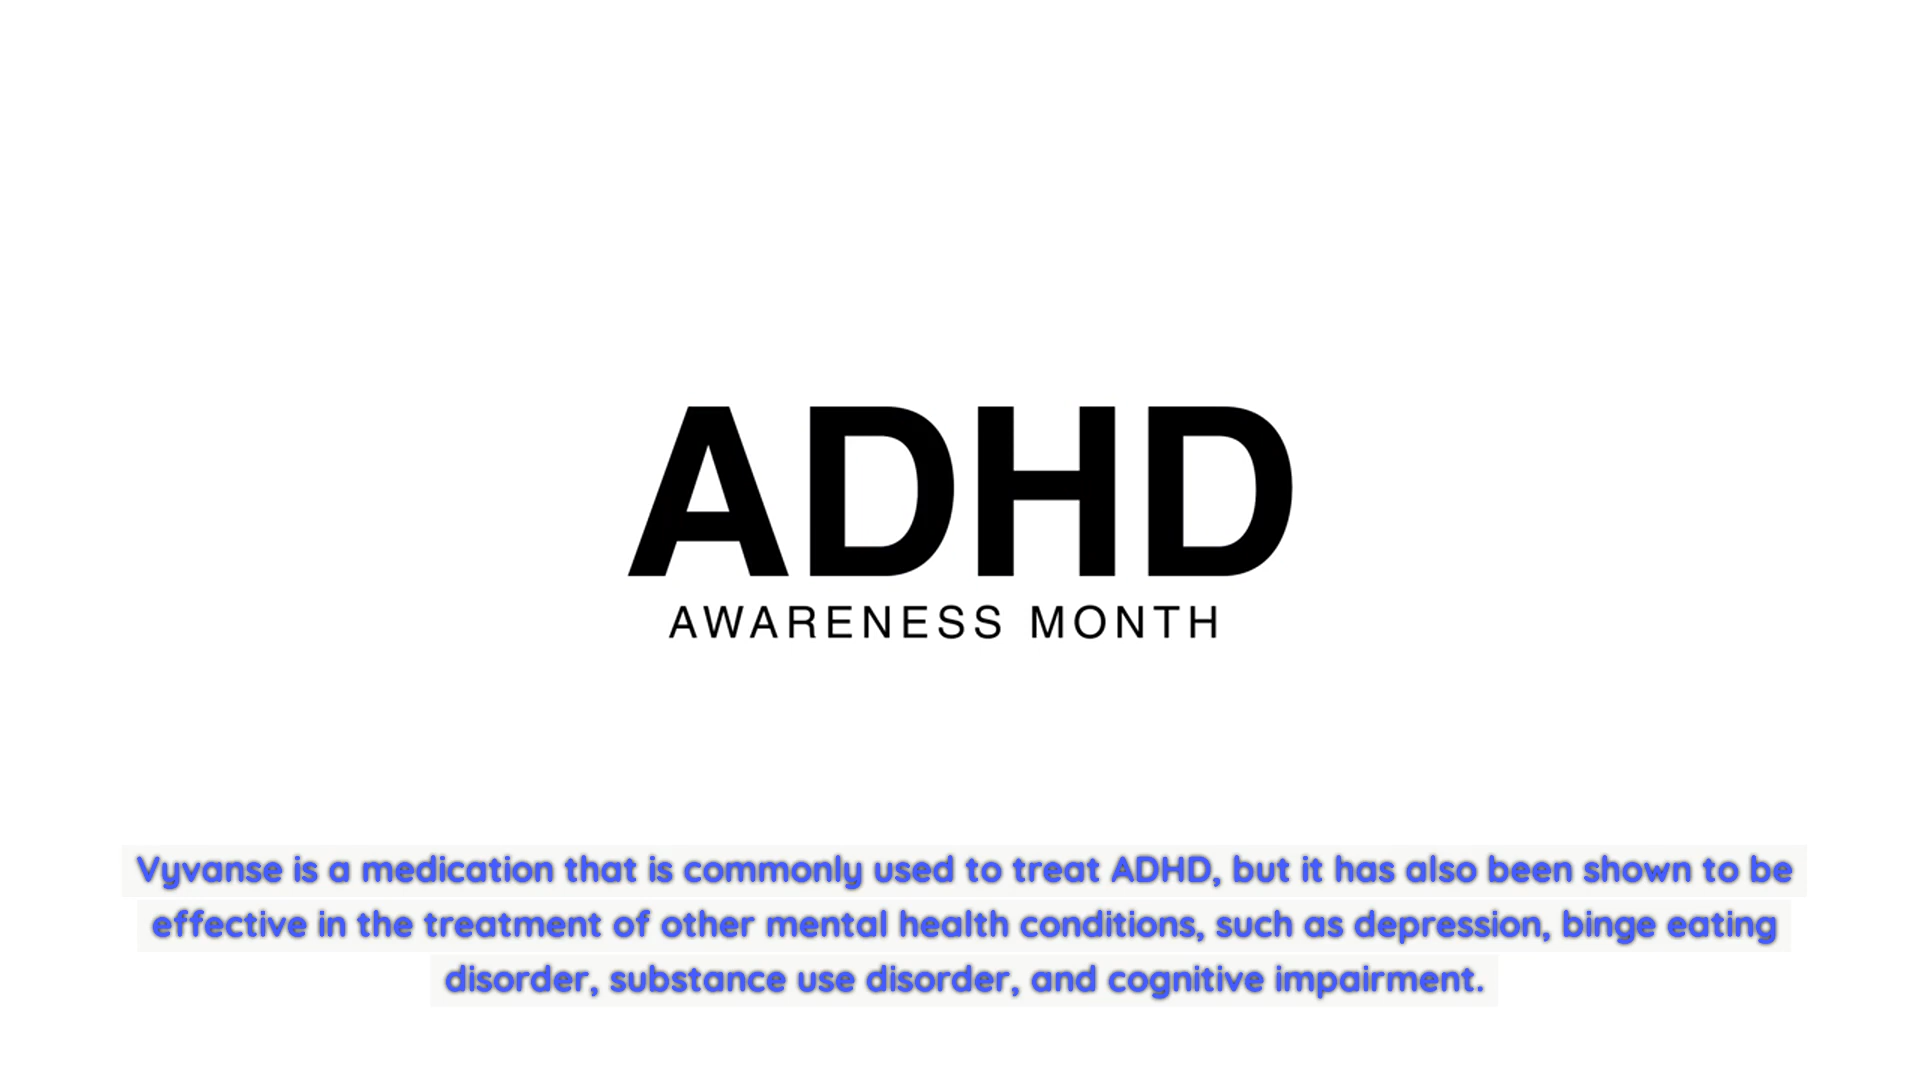 ADHD
AWARENESS MONTH
Vyvanse is a medication that is commonly used to treat ADHD, but it has also been shown to be
effective in the treatment of other mental health conditions, such as depression, binge eating
disorder, substance use disorder, and cognitive impairment.